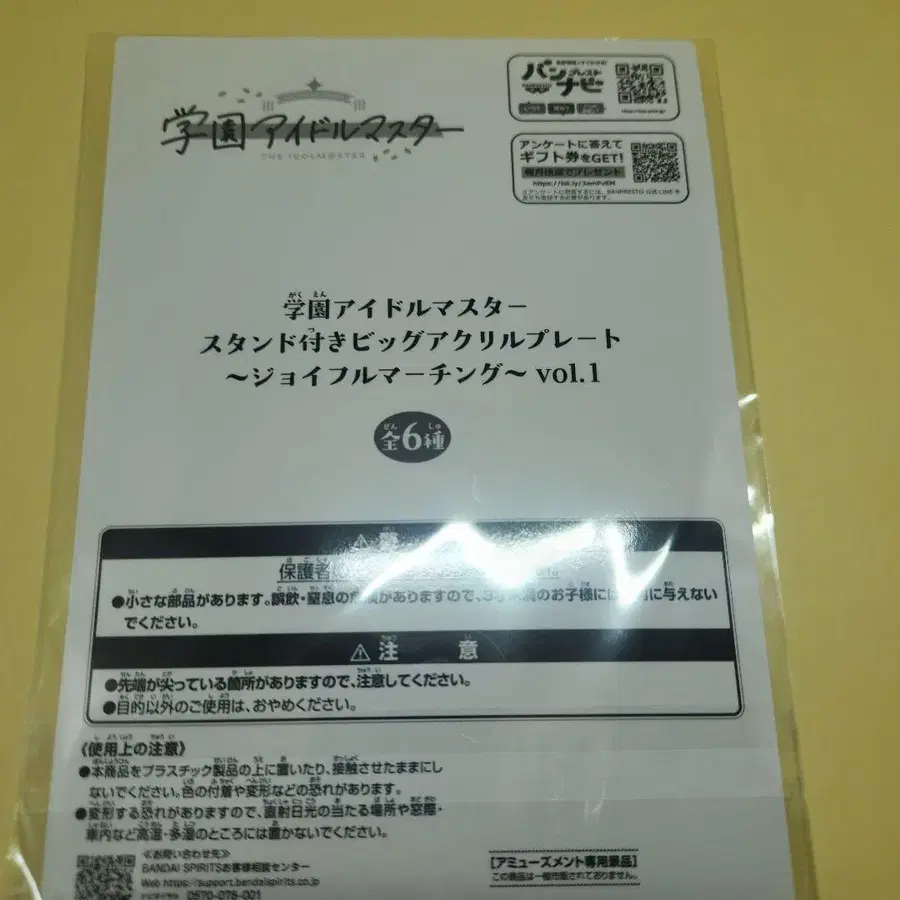 学園アイドルマスター
THE IDOLM@STER
バンプレストナビ
アンケートに答えて
ギフト券をGET!
毎月抽選でプレゼント
学園アイドルマスター
スタンド付きビッグアクリルプレート
〜ジョイフルマーチング〜 vol.1
全6種
保護者
●小さな部品があります。誤飲・窒息の危険がありますので、3
のお子様には
に与えない
でください。
⚠注 意
●先端が尖っている箇所がありますので、注意してください。
●目的以外のご使用は、おやめください。
《使用上の注意》
●本商品をプラスチック製品の上に置いたり、接触させたままにし
ないでください。色の付着や変形などの恐れがあります。
●変形する恐れがありますので、直射日光の当たる場所や窓際・
車内など高温・多湿のところには置かないでください。
≪お問い合わせ先≫
BANDAI SPIRITSお客様相談センター
Web https://support.bandaispirits.co.jp
0570-078-001
【アミューズメント専用景品】
この商品は一般市販されておりません。